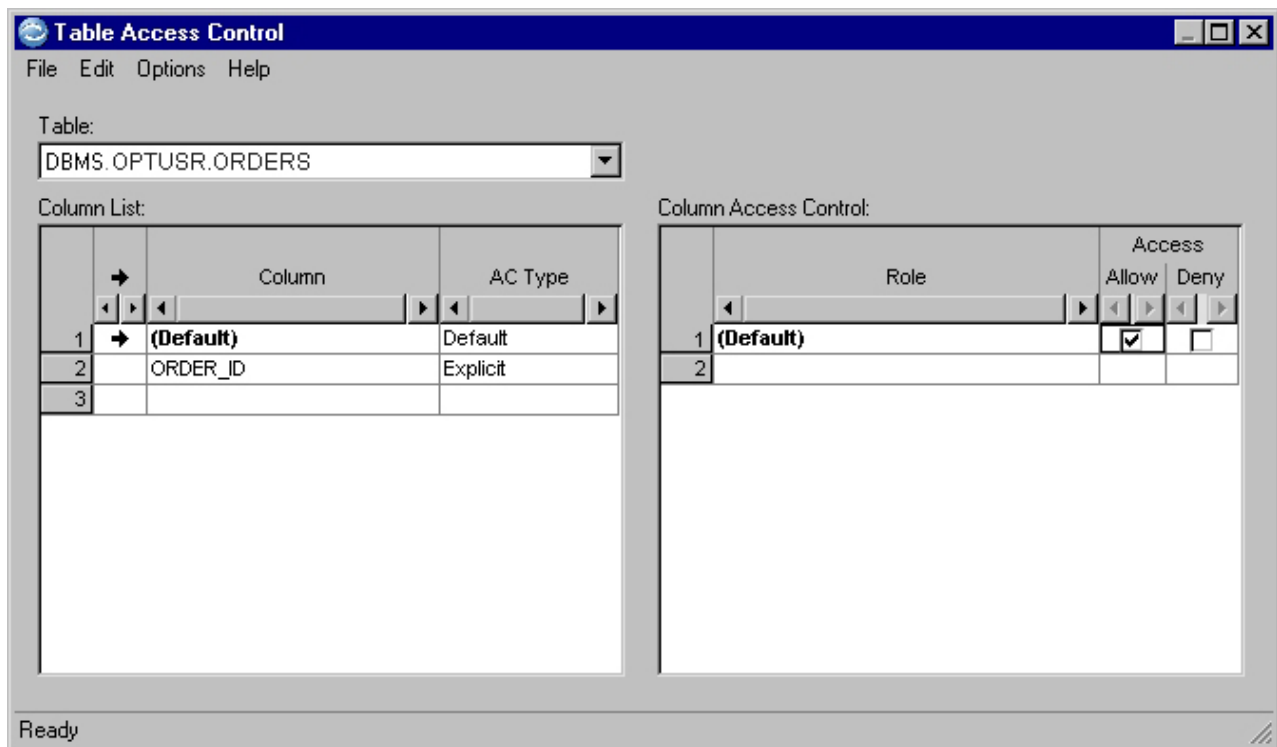 Table Access Control
File Edit Options Help
Table:
DBMS.OPTUSR.ORDERS
Column List:
Column AC Type
1 (Default) Default
2 ORDER_ID Explicit
3
Column Access Control:
Access
Role Allow Deny
1 (Default)
2
Ready